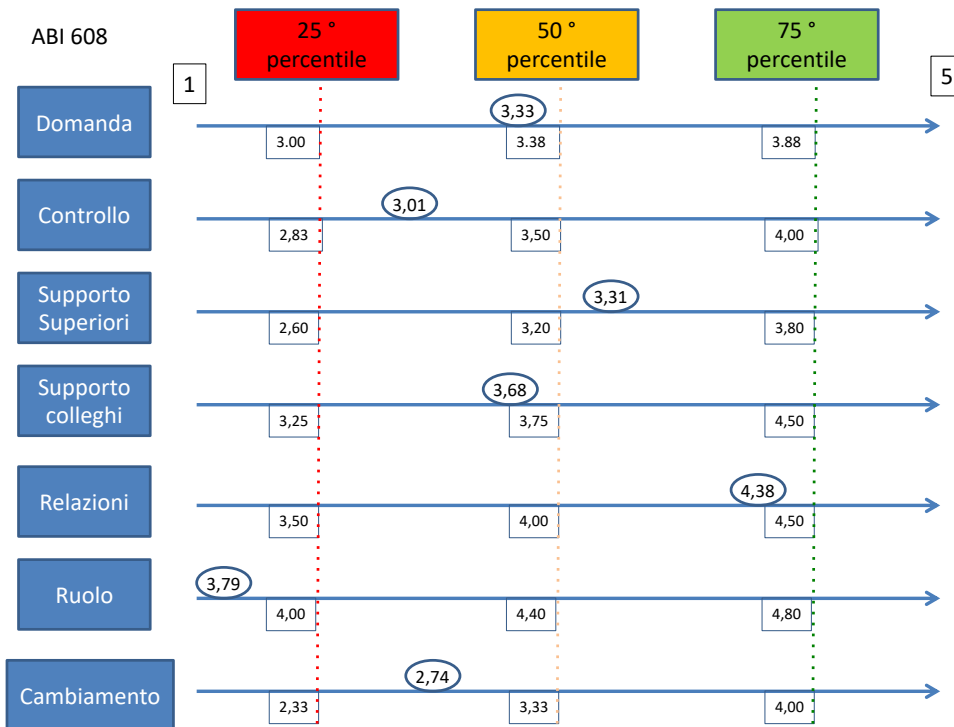 ABI 608
25 °
percentile
50 °
percentile
75 °
percentile
1
5
Domanda
3,33
3.00
3.38
3.88
Controllo
3,01
2,83
3,50
4,00
Supporto
Superiori
3,31
2,60
3,20
3,80
Supporto
colleghi
3,68
3,25
3,75
4,50
Relazioni
4,38
3,50
4,00
4,50
Ruolo
3,79
4,00
4,40
4,80
Cambiamento
2,74
2,33
3,33
4,00